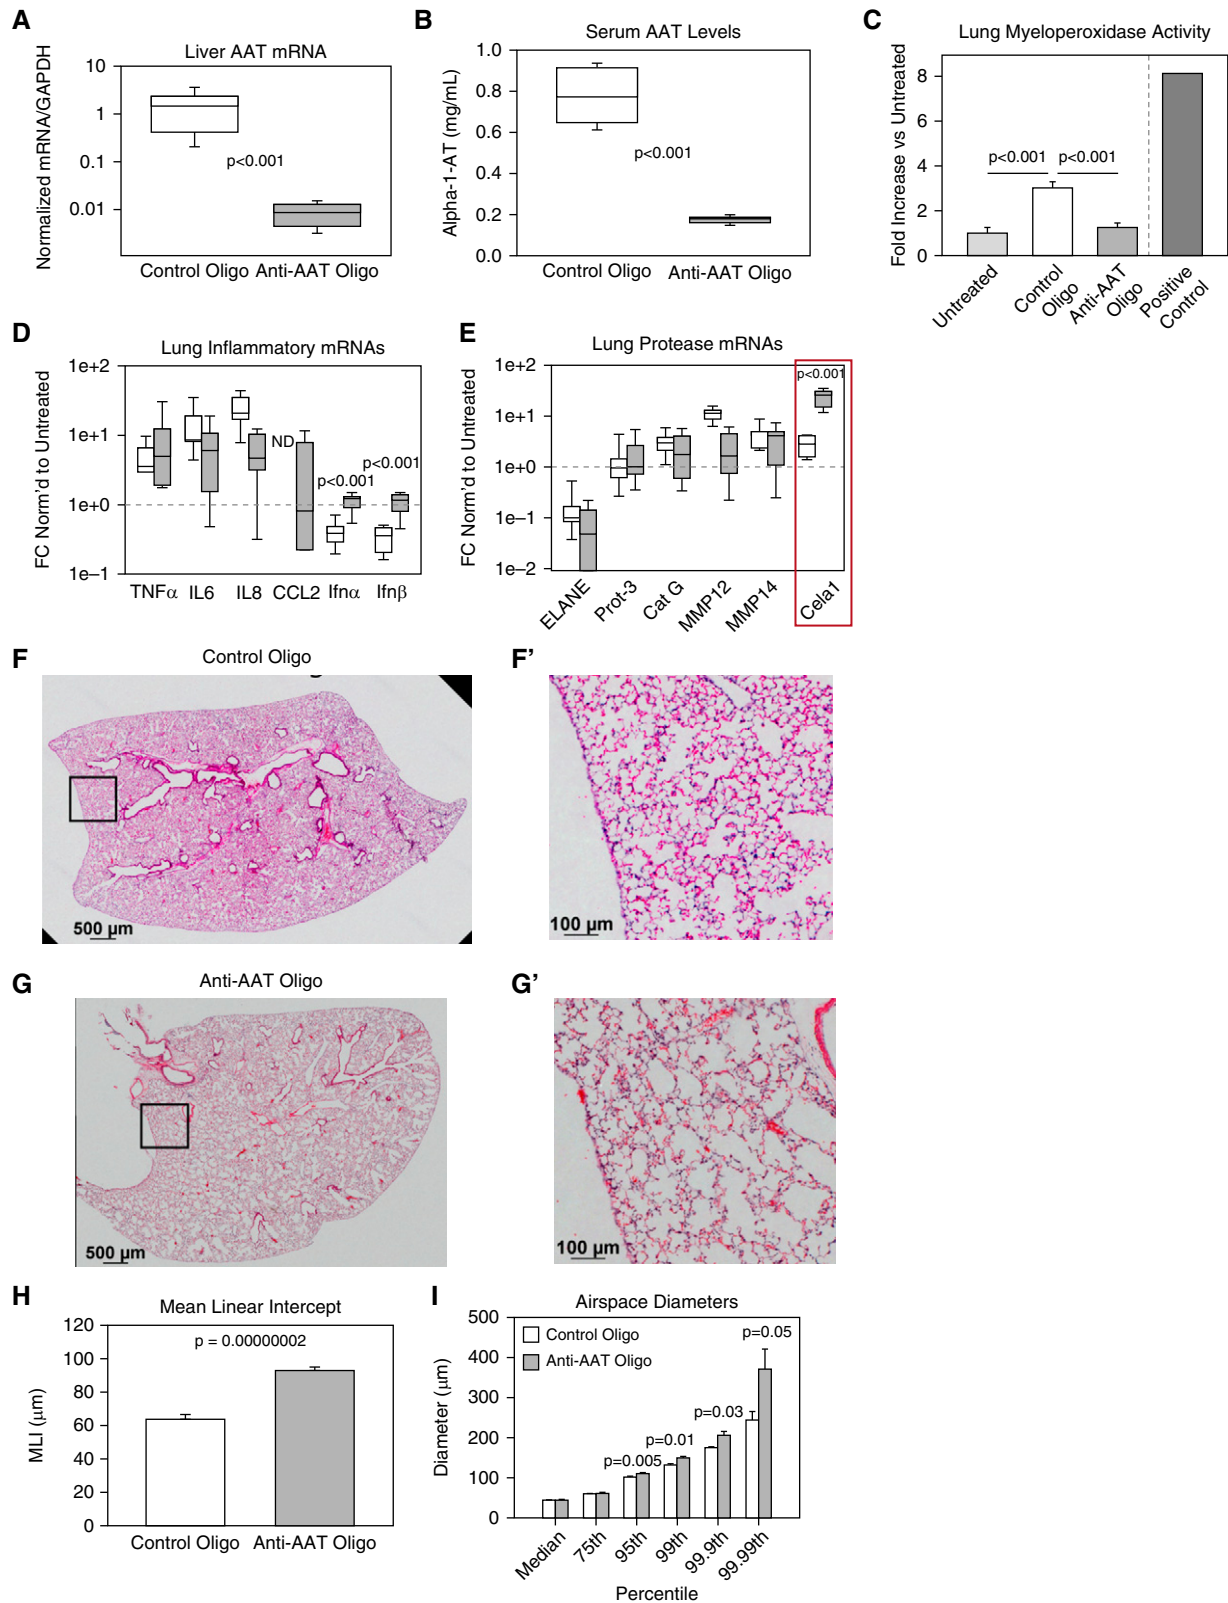 A
Liver AAT mRNA
Normalized mRNA/GAPDH
10
1
0.1
0.01
p<0.001
Control Oligo Anti-AAT Oligo
B
Serum AAT Levels
Alpha-1-AT (mg/mL)
1.0
0.8
0.6
0.4
0.2
0.0
p<0.001
Control Oligo Anti-AAT Oligo
C
Lung Myeloperoxidase Activity
Fold Increase vs Untreated
8
6
4
2
0
p<0.001 p<0.001
Untreated
Control
Oligo
Anti-AAT
Oligo
Positive
Control
D
Lung Inflammatory mRNAs
FC Norm'd to Untreated
1e+2
1e+1
1e+0
1e−1
ND
p<0.001
p<0.001
TNFα IL6 IL8 CCL2 Ifnα Ifnβ
E
Lung Protease mRNAs
FC Norm'd to Untreated
1e+2
1e+1
1e+0
1e−1
1e−2
p<0.001
ELANE
Prot-3
Cat G
MMP12
MMP14
Cela1
F
Control Oligo
500 µm
F'
100 µm
G
Anti-AAT Oligo
500 µm
G'
100 µm
H
Mean Linear Intercept
MLI (µm)
120
100
80
60
40
20
0
p = 0.00000002
Control Oligo Anti-AAT Oligo
I
Airspace Diameters
Diameter (µm)
500
400
300
200
100
0
Control Oligo
Anti-AAT Oligo
p=0.005
p=0.01
p=0.03
p=0.05
Median
75th
95th
99th
99.9th
99.99th
Percentile